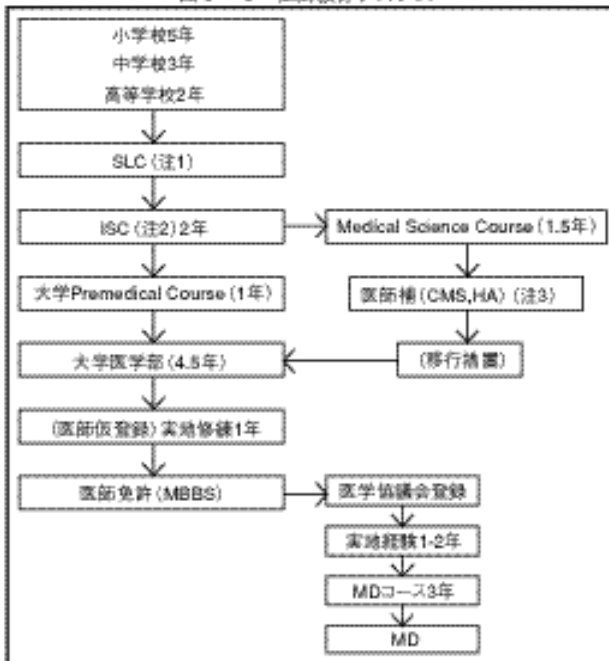 小学校5年
中学校3年
高等学校2年
SLC (注1)
ISC (注2) 2年
Medical Science Course (1.5年)
大学Premedical Course (1年)
医師補 (CMS,HA) (注3)
大学医学部 (4.5年)
(移行措置)
(医師仮登録) 実地修練1年
医師免許 (MBBS)
医学協議会登録
実地経験1-2年
MDコース3年
MD